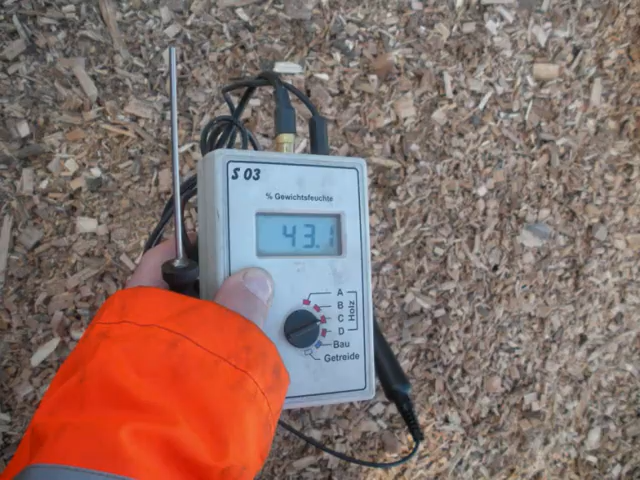 S 03
% Gewichtsfeuchte
43.1
A
B
C
D
Holz
Bau
Getreide